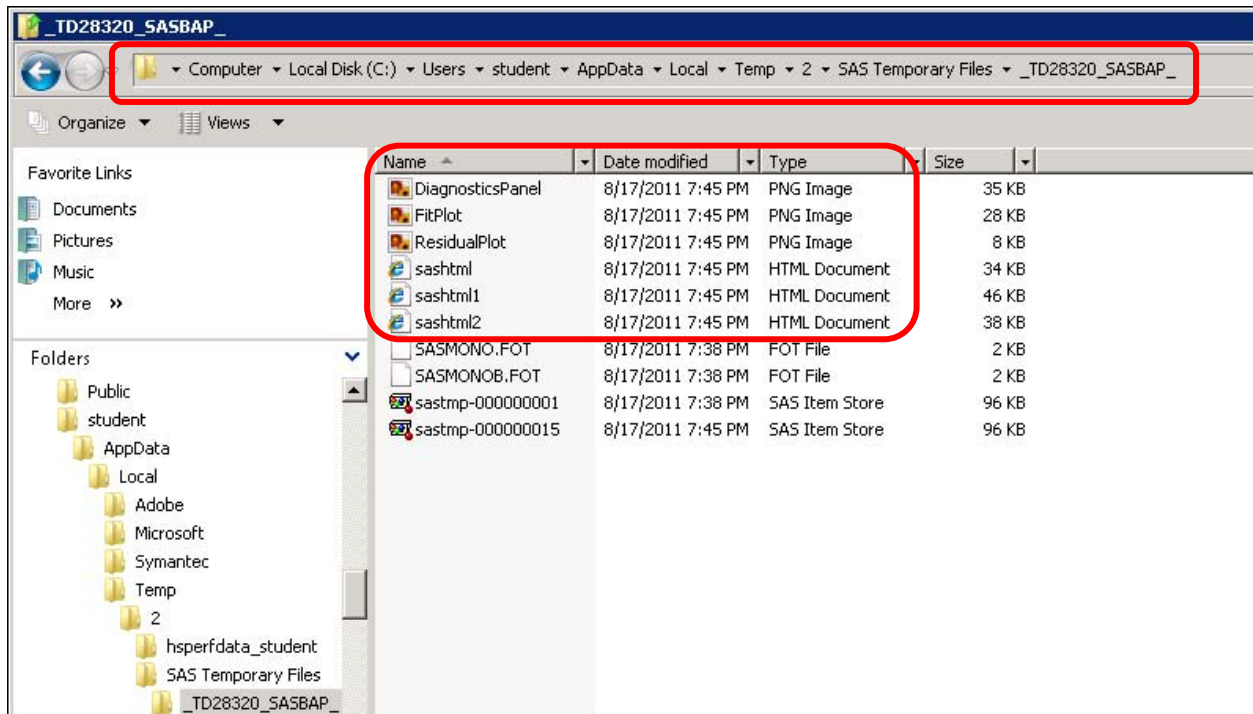 _TD28320_SASBAP_
Computer Local Disk (C:) Users student AppData Local Temp 2 SAS Temporary Files _TD28320_SASBAP_
Organize Views
Favorite Links
Documents
Pictures
Music
More >>
Folders
Public
student
AppData
Local
Adobe
Microsoft
Symantec
Temp
2
hsperfdata_student
SAS Temporary Files
_TD28320_SASBAP_
Name Date modified Type Size
DiagnosticsPanel 8/17/2011 7:45 PM PNG Image 35 KB
FitPlot 8/17/2011 7:45 PM PNG Image 28 KB
ResidualPlot 8/17/2011 7:45 PM PNG Image 8 KB
sashtml 8/17/2011 7:45 PM HTML Document 34 KB
sashtml1 8/17/2011 7:45 PM HTML Document 46 KB
sashtml2 8/17/2011 7:45 PM HTML Document 38 KB
SASMONO.FOT 8/17/2011 7:38 PM FOT File 2 KB
SASMONOB.FOT 8/17/2011 7:38 PM FOT File 2 KB
sastmp-000000001 8/17/2011 7:38 PM SAS Item Store 96 KB
sastmp-000000015 8/17/2011 7:45 PM SAS Item Store 96 KB